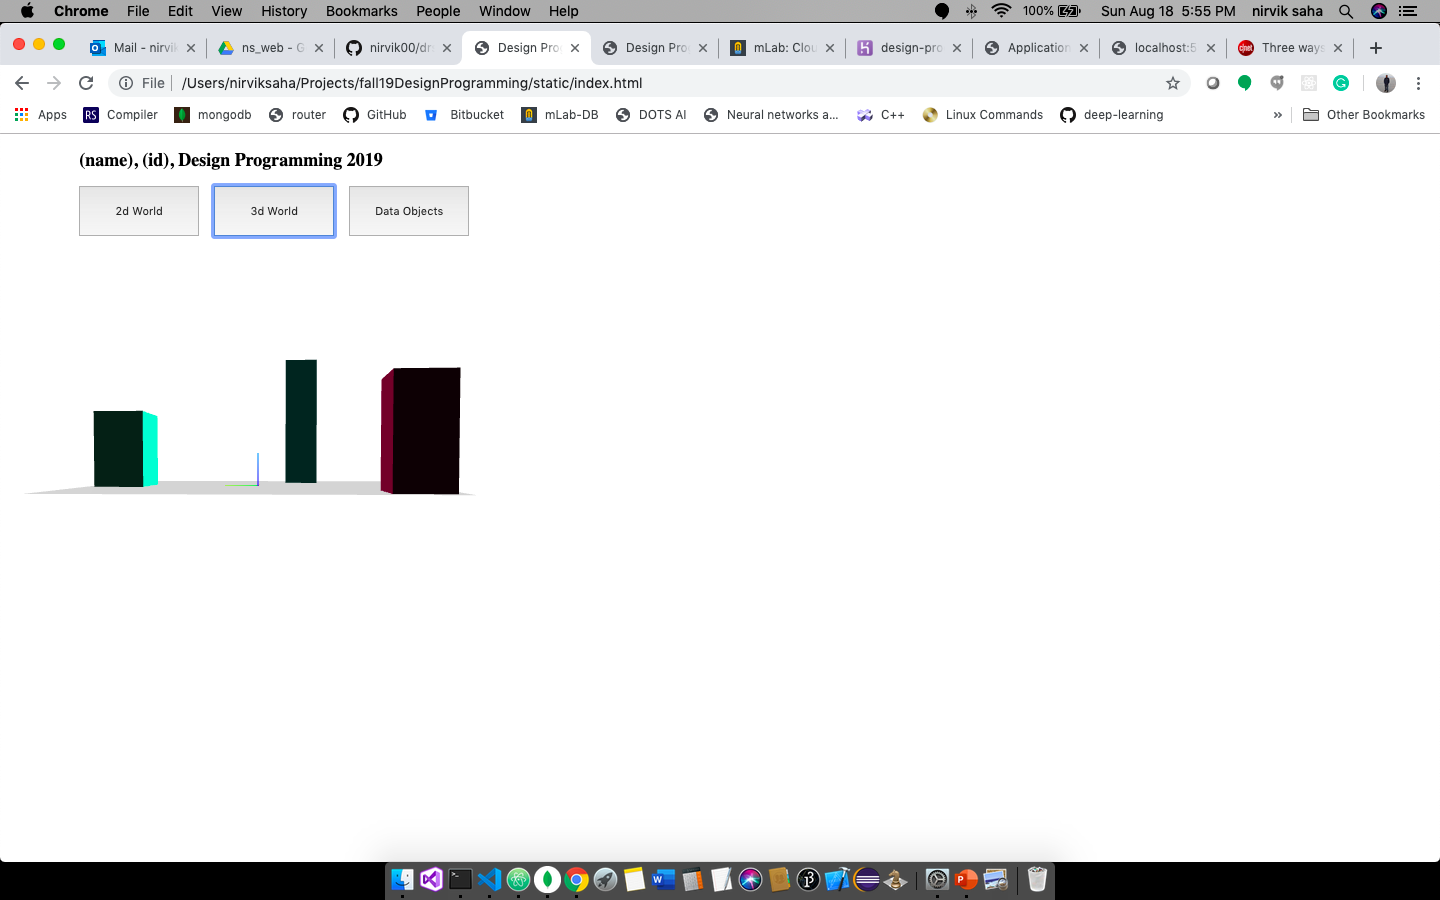 Chrome File Edit View History Bookmarks People Window Help 100% Sun Aug 18 5:55 PM nirvik saha
Mail - nirvik ns_web - G nirvik00/dr Design Pro Design Pro mLab: Clou design-pro Application localhost:5 Three ways
File /Users/nirviksaha/Projects/fall19DesignProgramming/static/index.html
Apps RS Compiler mongodb router GitHub Bitbucket mLab-DB DOTS AI Neural networks a... C++ Linux Commands deep-learning » Other Bookmarks
(name), (id), Design Programming 2019
2d World 3d World Data Objects